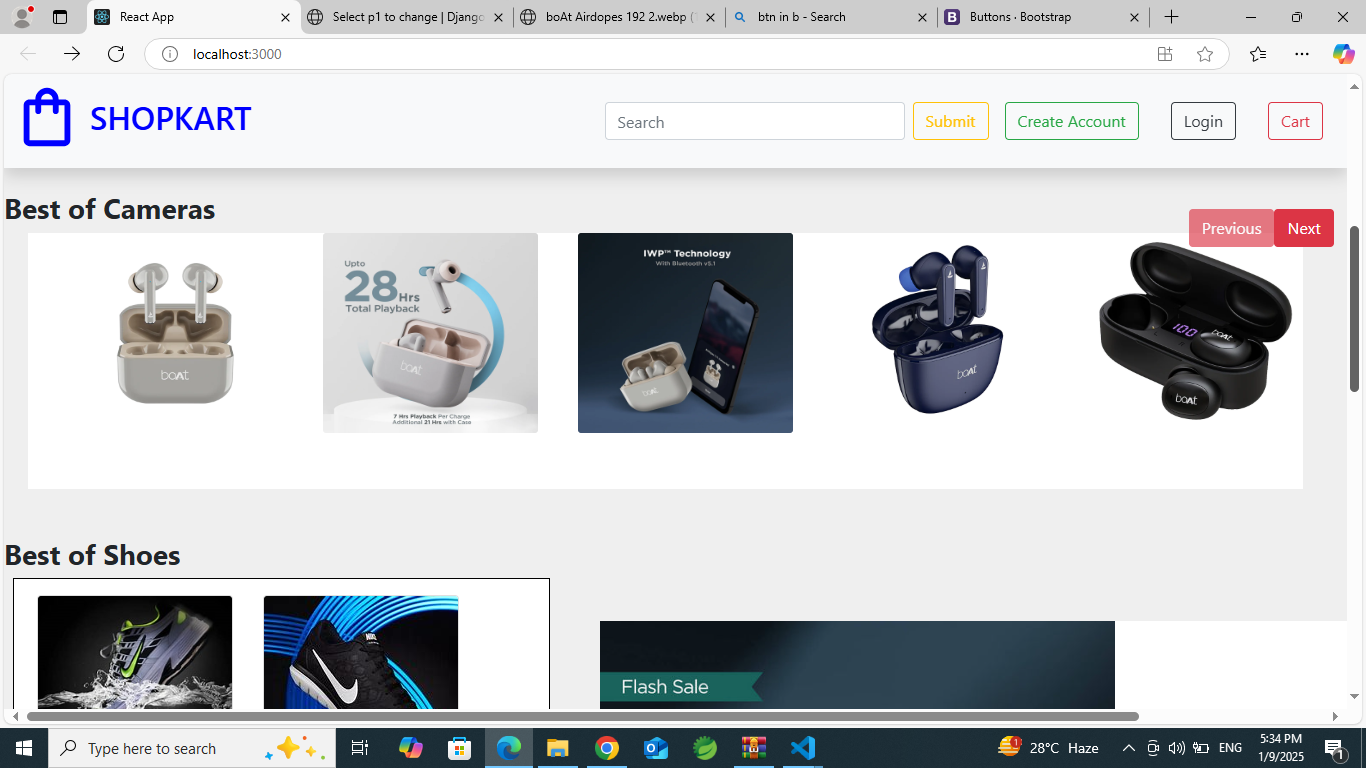 React App
Select p1 to change | Django
boAt Airdopes 192 2.webp (
btn in b - Search
Buttons · Bootstrap
localhost:3000
SHOPKART
Search
Submit
Create Account
Login
Cart
Best of Cameras
Previous
Next
Upto
28 Hrs
Total Playback
boAt
7 Hrs Playback Per Charge
Additional 21 Hrs with Case
IWP™ Technology
With Bluetooth v5.1
boAt
boAt
100
boAt
boAt
boAt
Best of Shoes
NIKE
Flash Sale
Type here to search
1
28°C Haze
ENG
5:34 PM
1/9/2025
1